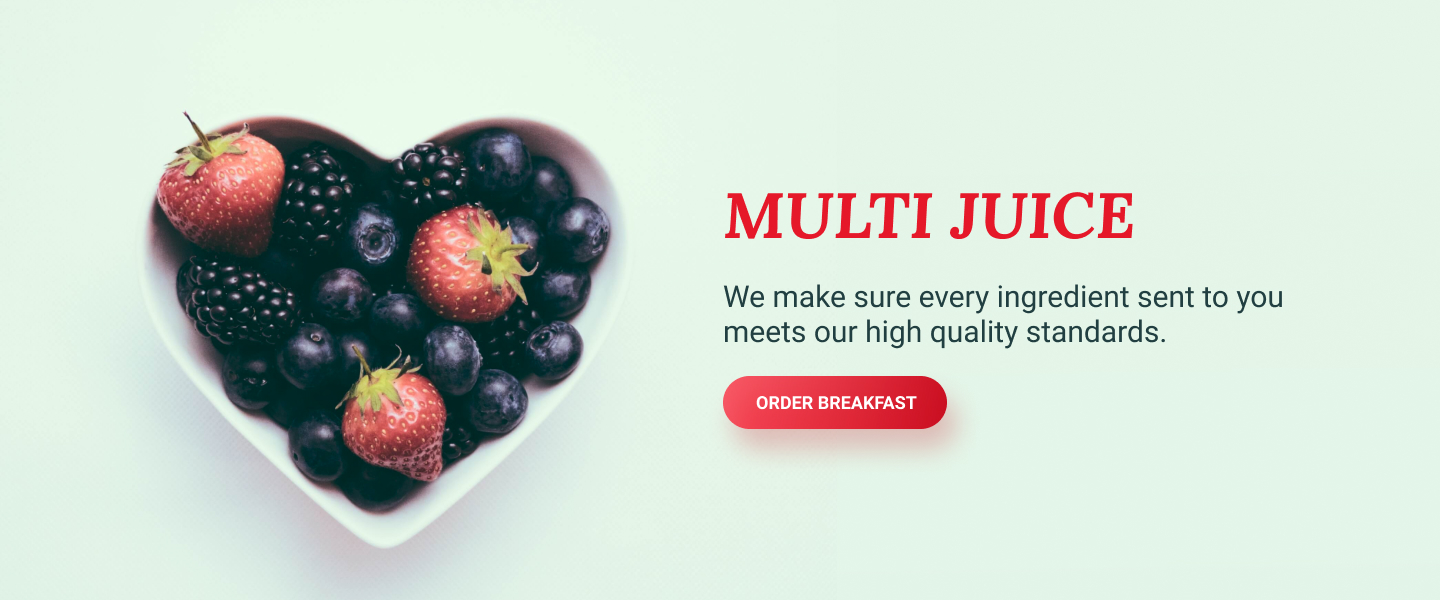 MULTI JUICE
We make sure every ingredient sent to you
meets our high quality standards.
ORDER BREAKFAST